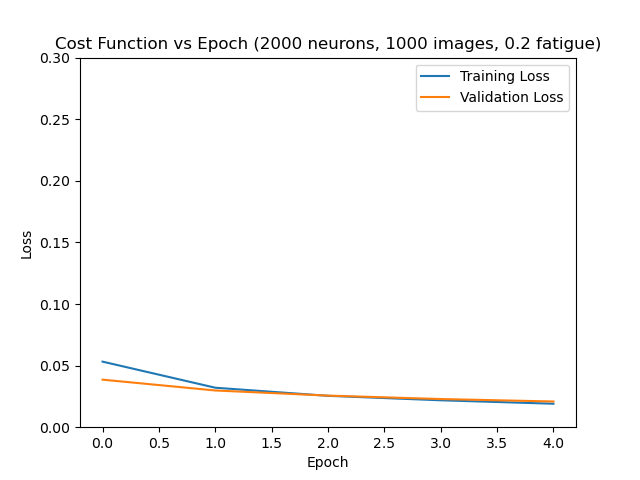 Cost Function vs Epoch (2000 neurons, 1000 images, 0.2 fatigue)
Training Loss
Validation Loss
0.30
0.25
0.20
0.15
0.10
0.05
0.00
Loss
0.0 0.5 1.0 1.5 2.0 2.5 3.0 3.5 4.0
Epoch